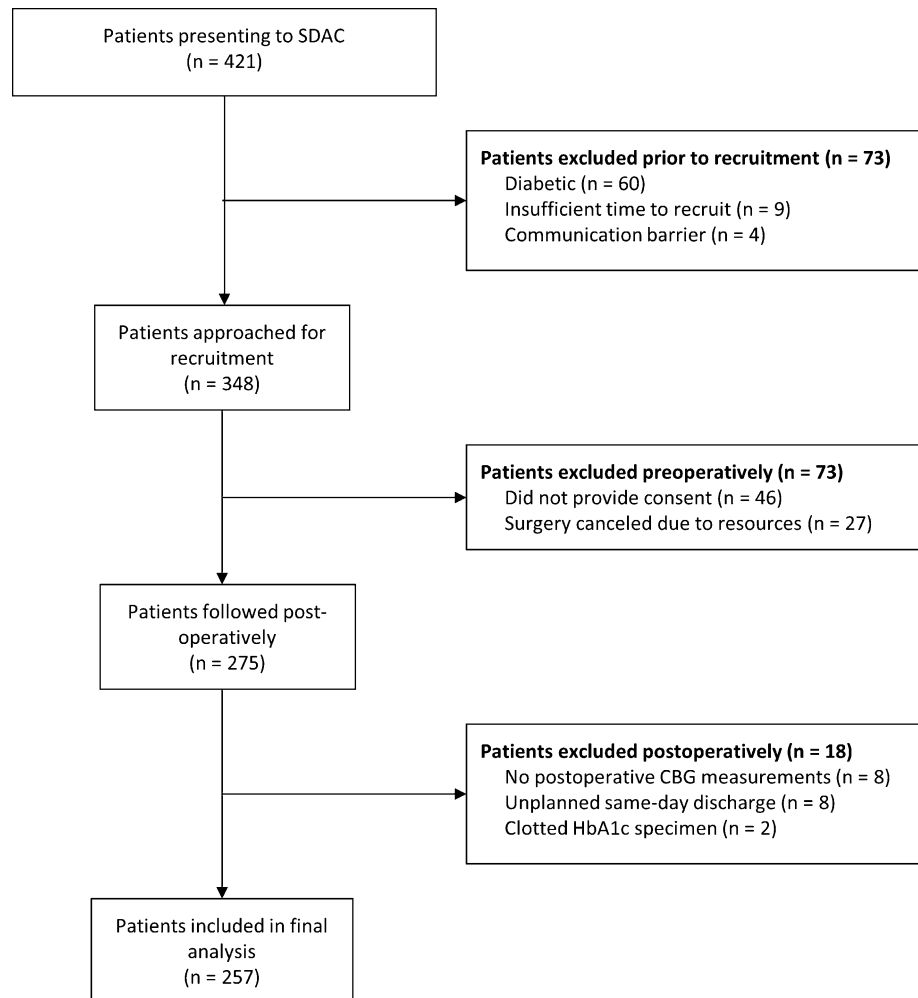 Patients presenting to SDAC
(n = 421)
Patients excluded prior to recruitment (n = 73)
Diabetic (n = 60)
Insufficient time to recruit (n = 9)
Communication barrier (n = 4)
Patients approached for
recruitment
(n = 348)
Patients excluded preoperatively (n = 73)
Did not provide consent (n = 46)
Surgery canceled due to resources (n = 27)
Patients followed post-
operatively
(n = 275)
Patients excluded postoperatively (n = 18)
No postoperative CBG measurements (n = 8)
Unplanned same-day discharge (n = 8)
Clotted HbA1c specimen (n = 2)
Patients included in final
analysis
(n = 257)